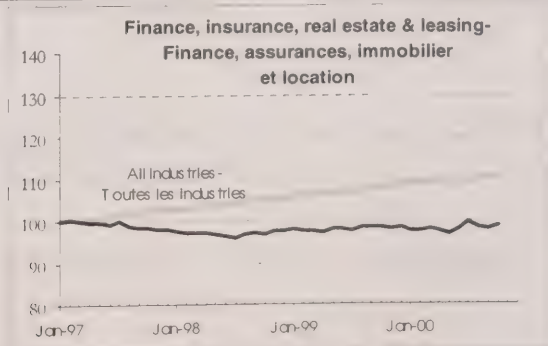 Finance, insurance, real estate & leasing-
Finance, assurances, immobilier
et location
140
130
120
110
100
90
80
All Industries -
Toutes les Industries
Jan-97
Jan-98
Jan-99
Jan-00